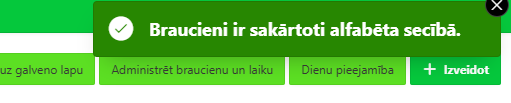 Braucieni ir sakārtoti alfabēta secībā.
uz galveno lapu
Administrēt braucienu un laiku
Dienu pieejamība
+ Izveidot